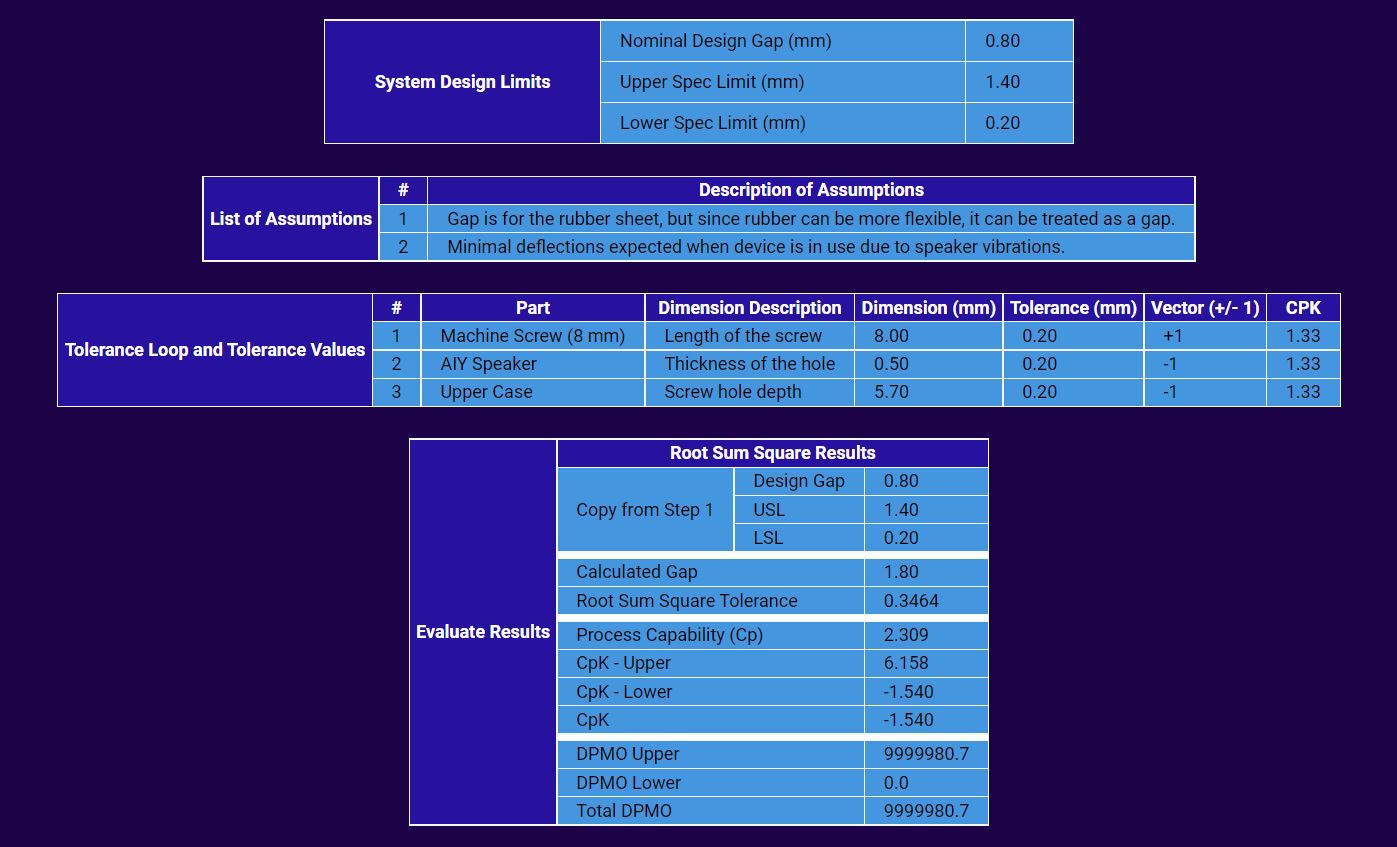 System Design Limits
Nominal Design Gap (mm) 0.80
Upper Spec Limit (mm) 1.40
Lower Spec Limit (mm) 0.20
List of Assumptions
# Description of Assumptions
1 Gap is for the rubber sheet, but since rubber can be more flexible, it can be treated as a gap.
2 Minimal deflections expected when device is in use due to speaker vibrations.
Tolerance Loop and Tolerance Values
# Part Dimension Description Dimension (mm) Tolerance (mm) Vector (+/- 1) CPK
1 Machine Screw (8 mm) Length of the screw 8.00 0.20 +1 1.33
2 AIY Speaker Thickness of the hole 0.50 0.20 -1 1.33
3 Upper Case Screw hole depth 5.70 0.20 -1 1.33
Evaluate Results
Root Sum Square Results
Copy from Step 1
Design Gap 0.80
USL 1.40
LSL 0.20
Calculated Gap 1.80
Root Sum Square Tolerance 0.3464
Process Capability (Cp) 2.309
CpK - Upper 6.158
CpK - Lower -1.540
CpK -1.540
DPMO Upper 9999980.7
DPMO Lower 0.0
Total DPMO 9999980.7